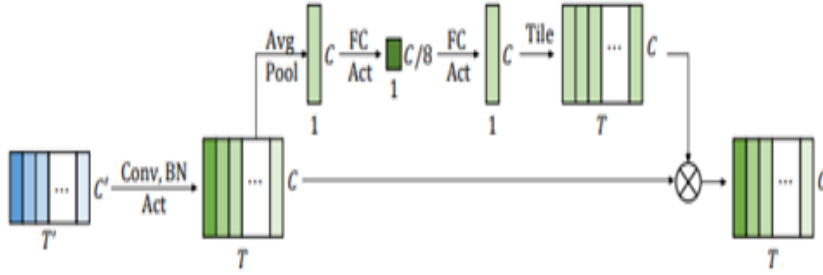 Avg
Pool
C
FC
Act
C/8
FC
Act
C
Tile
...
C
1
1
1
T
...
C'
T'
Conv, BN
Act
...
C
T
...
C
T